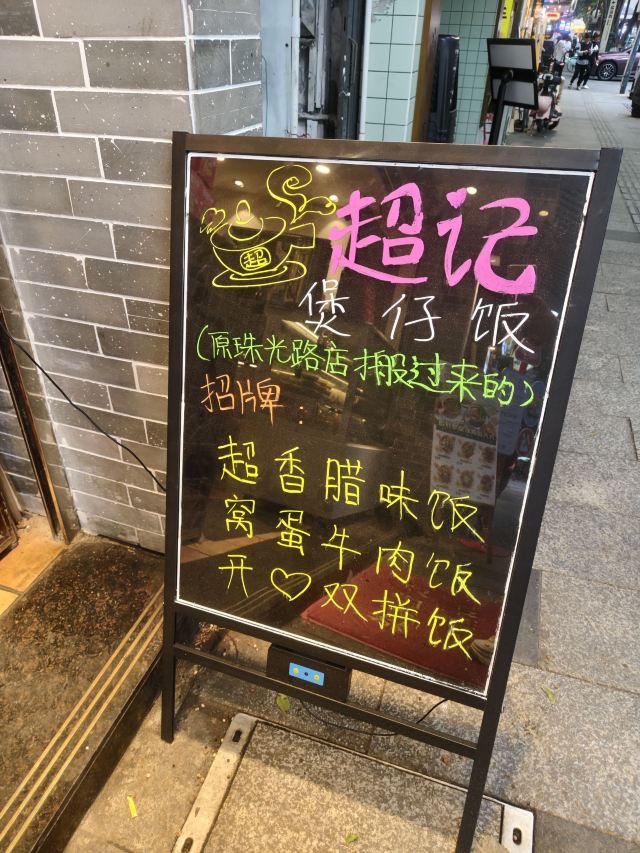 超
超记
煲仔饭
(原珠光路店搬过来的)
招牌:
超香腊味饭
窝蛋牛肉饭
开♡双拼饭